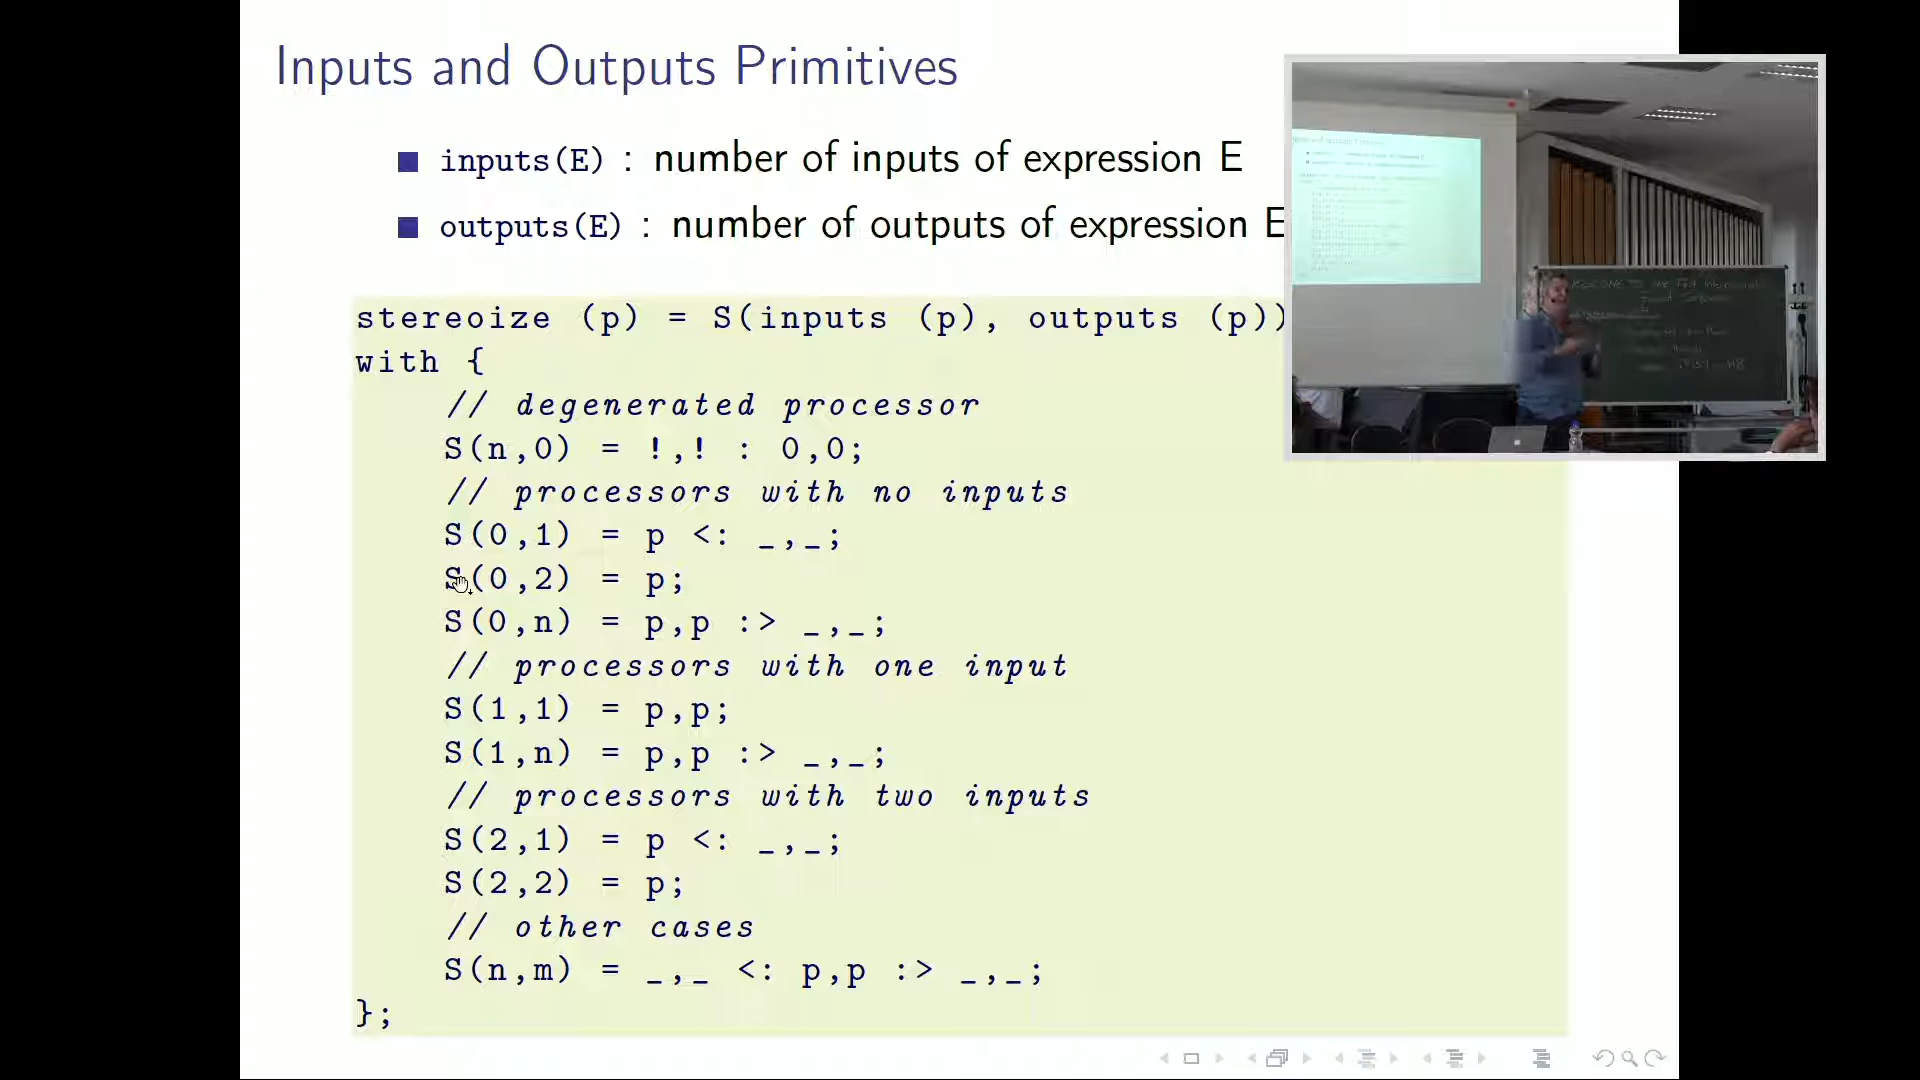 Inputs and Outputs Primitives
inputs(E) : number of inputs of expression E
outputs(E) : number of outputs of expression E
stereoize (p) = S(inputs (p), outputs (p))
with {
// degenerated processor
S(n,0) = !,! : 0,0;
// processors with no inputs
S(0,1) = p <: _,_;
S(0,2) = p;
S(0,n) = p,p :> _,_;
// processors with one input
S(1,1) = p,p;
S(1,n) = p,p :> _,_;
// processors with two inputs
S(2,1) = p <: _,_;
S(2,2) = p;
// other cases
S(n,m) = _,_ <: p,p :> _,_;
};